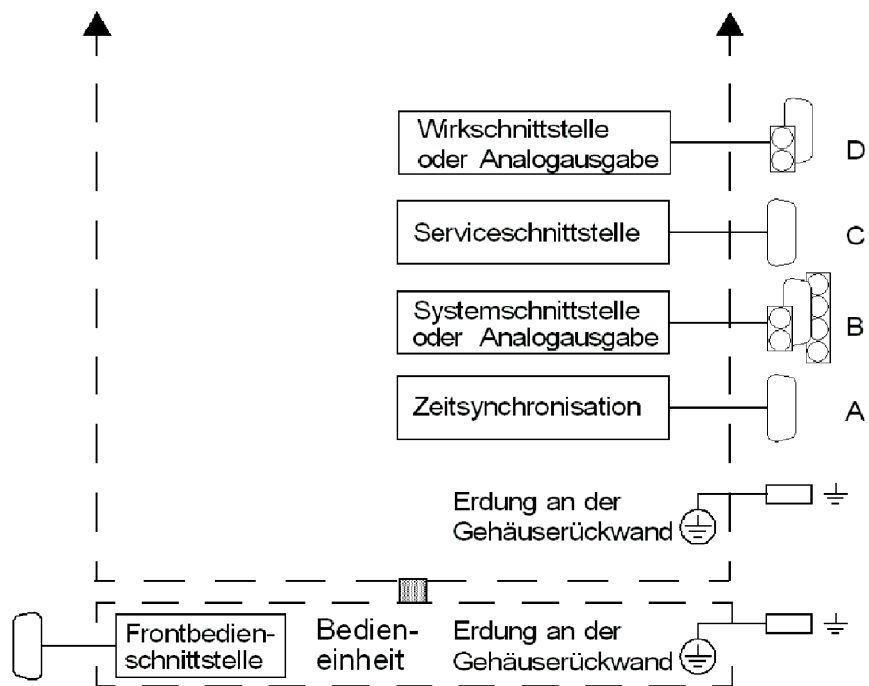 Wirkschnittstelle
oder Analogausgabe
D
Serviceschnittstelle
C
Systemschnittstelle
oder Analogausgabe
B
Zeitsynchronisation
A
Erdung an der
Gehäuserückwand
Frontbedien-
schnittstelle
Bedien-
einheit
Erdung an der
Gehäuserückwand